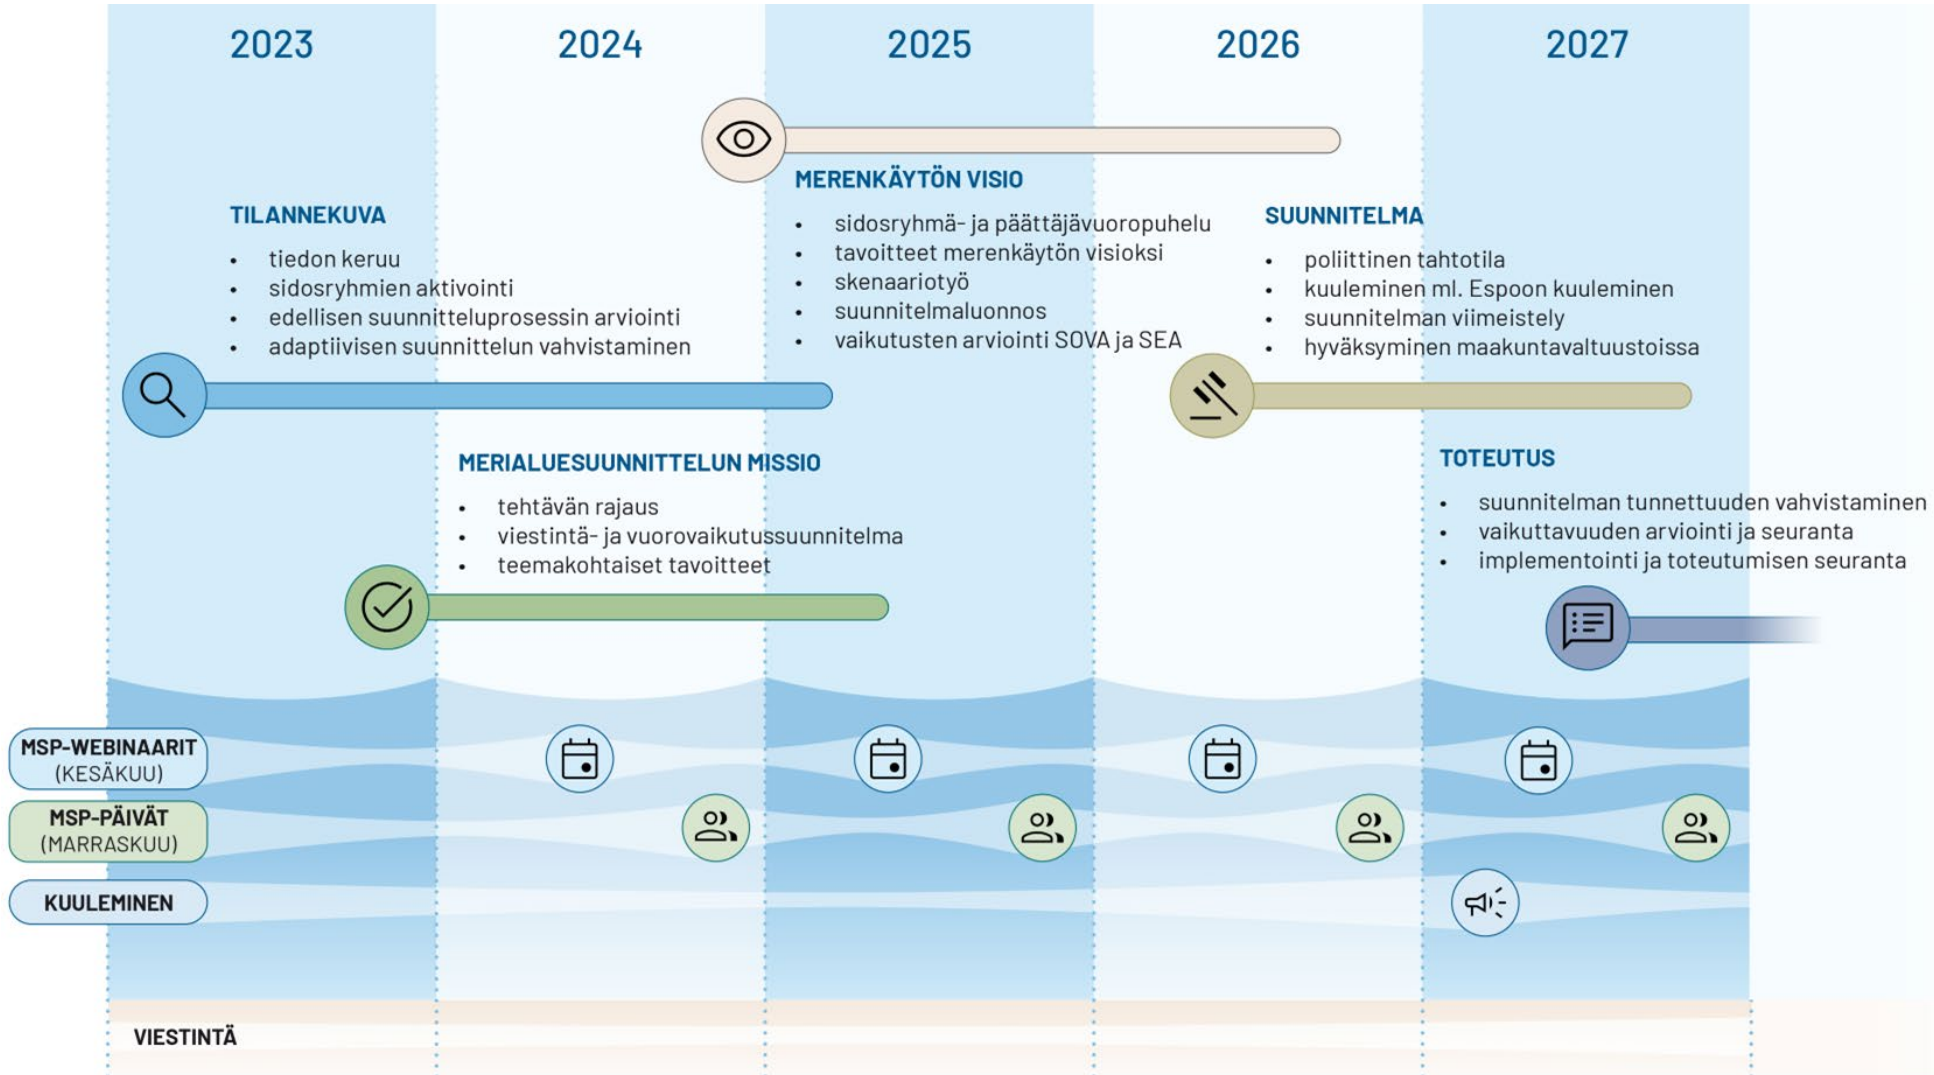 2023
2024
2025
2026
2027
TILANNEKUVA
• tiedon keruu
• sidosryhmien aktivointi
• edellisen suunnitteluprosessin arviointi
• adaptiivisen suunnittelun vahvistaminen
MERIALUESUUNNITTELUN MISSIO
• tehtävän rajaus
• viestintä- ja vuorovaikutussuunnitelma
• teemakohtaiset tavoitteet
MERENKÄYTÖN VISIO
• sidosryhmä- ja päättäjävuoropuhelu
• tavoitteet merenkäytön visioksi
• skenaariotyö
• suunnitelmaluonnos
• vaikutusten arviointi SOVA ja SEA
SUUNNITELMA
• poliittinen tahtotila
• kuuleminen ml. Espoon kuuleminen
• suunnitelman viimeistely
• hyväksyminen maakuntavaltuustoissa
TOTEUTUS
• suunnitelman tunnettuuden vahvistaminen
• vaikuttavuuden arviointi ja seuranta
• implementointi ja toteutumisen seuranta
MSP-WEBINAARIT
(KESÄKUU)
MSP-PÄIVÄT
(MARRASKUU)
KUULEMINEN
VIESTINTÄ